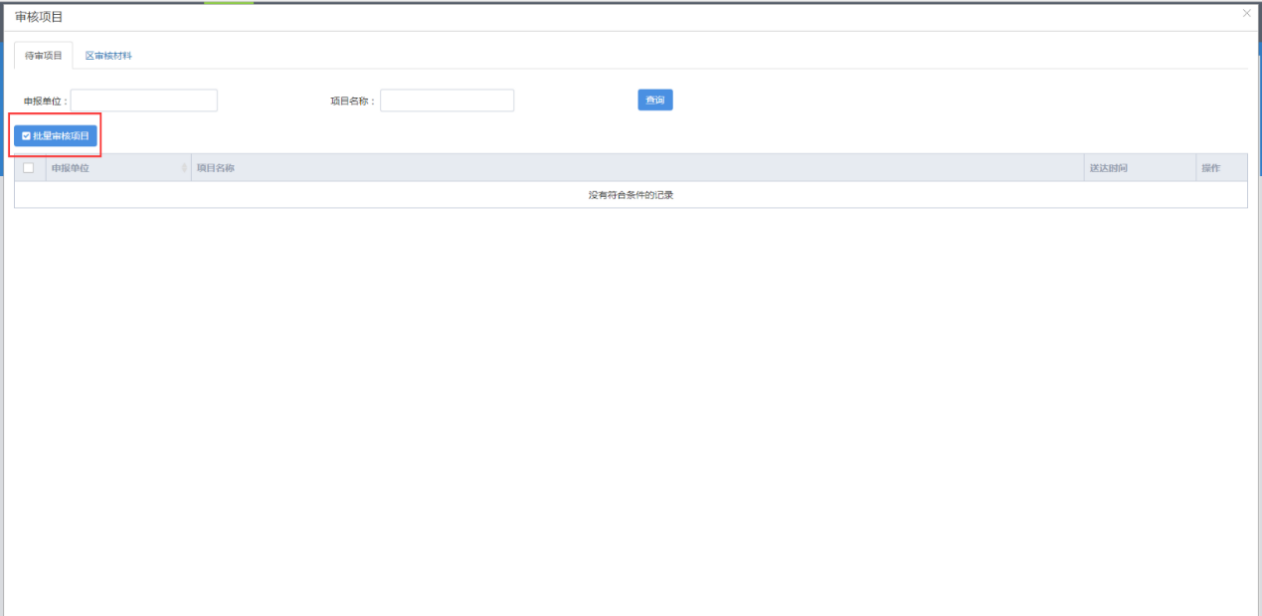 审核项目
待审项目 区审核材料
申报单位： 项目名称： 查询
批量审核项目
申报单位 项目名称 送达时间 操作
没有符合条件的记录